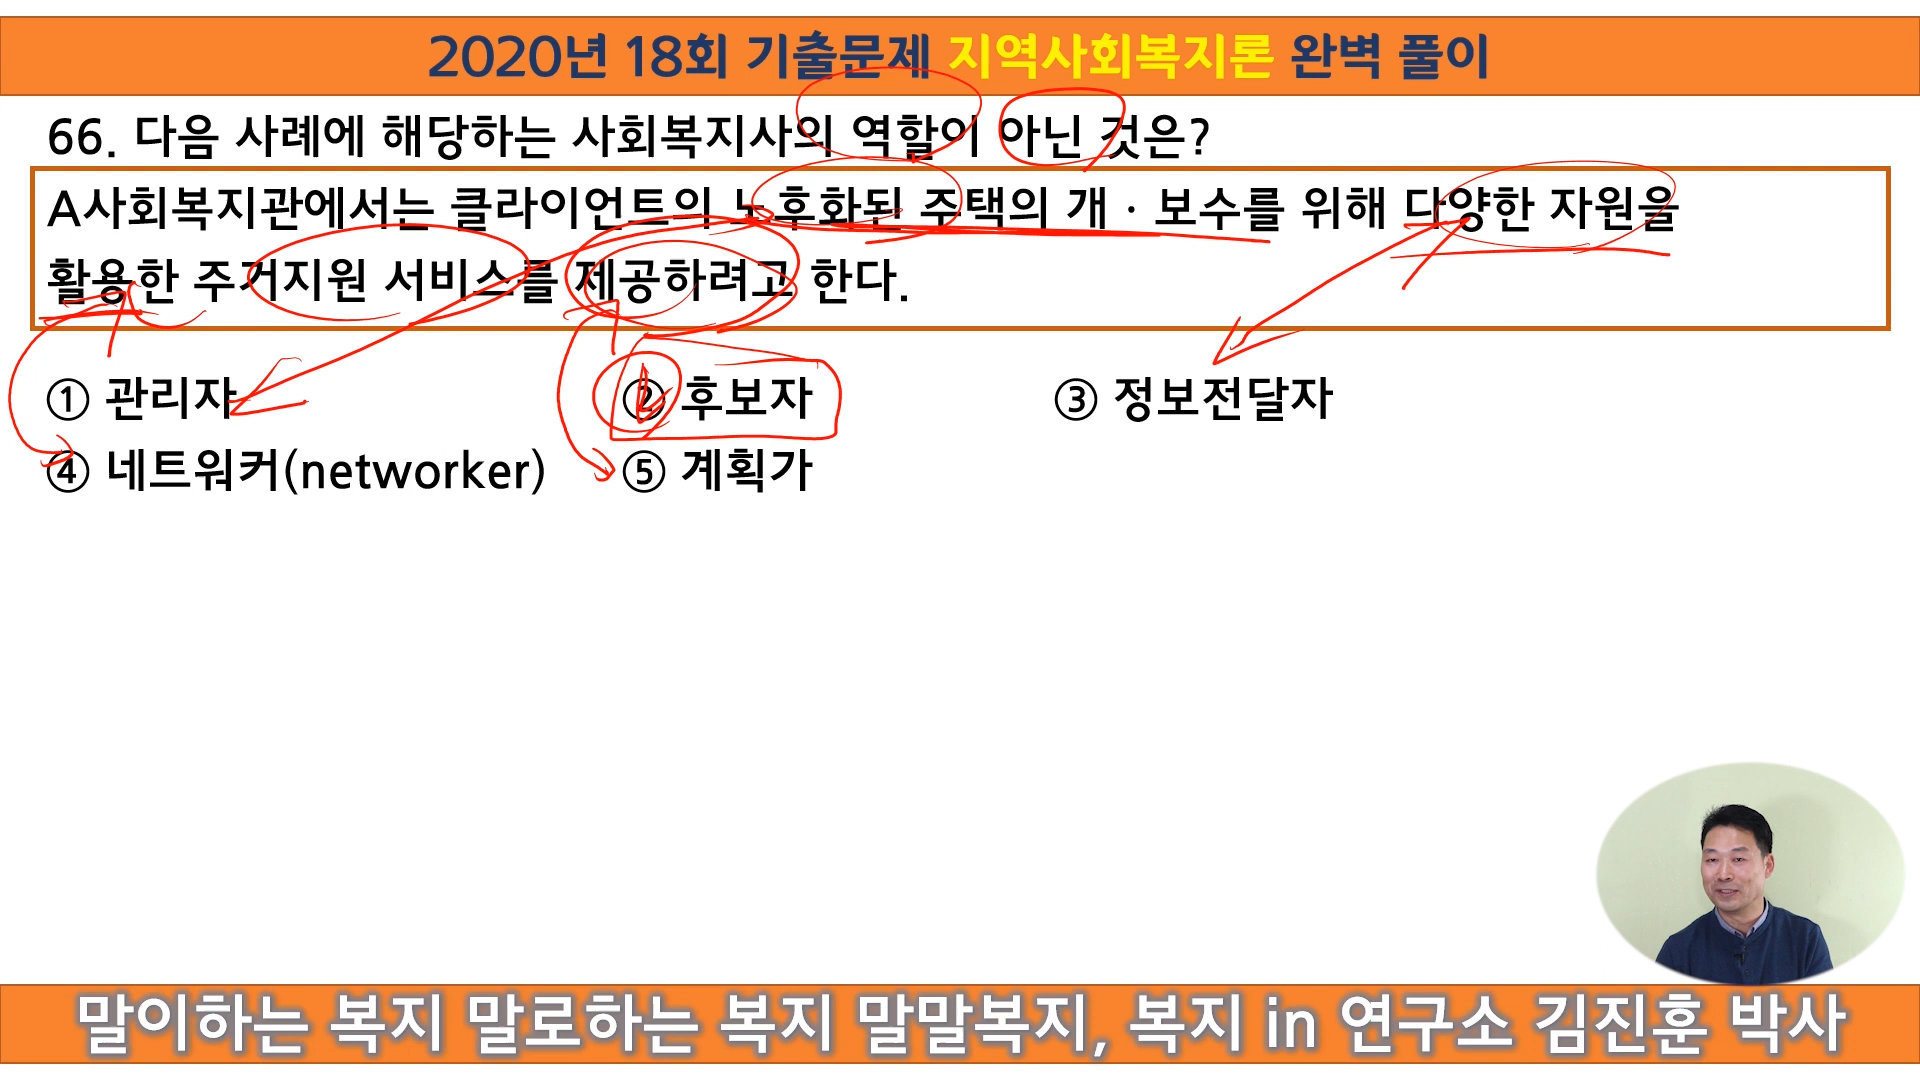 2020년 18회 기출문제 지역사회복지론 완벽 풀이
66. 다음 사례에 해당하는 사회복지사의 역할이 아닌 것은?
A사회복지관에서는 클라이언트의 노후화된 주택의 개·보수를 위해 다양한 자원을
활용한 주거지원 서비스를 제공하려고 한다.
① 관리자 ② 후보자 ③ 정보전달자
④ 네트워커(networker) ⑤ 계획가
말이하는 복지 말로하는 복지 말말복지, 복지 in 연구소 김진훈 박사